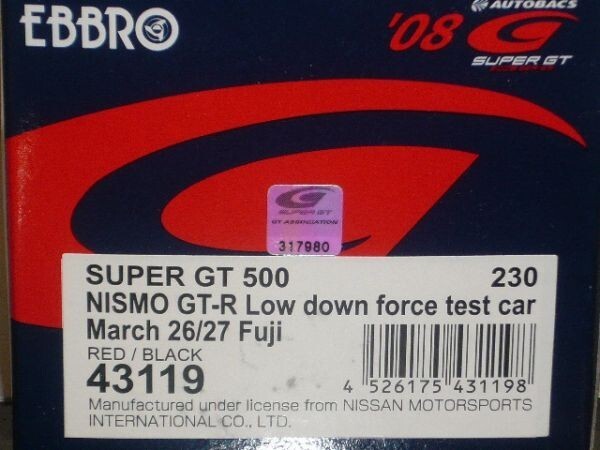 EBBRO
AUTOBACS
'08
SUPER GT
SUPER GT
GT ASSOCIATION
317980
SUPER GT 500 230
NISMO GT-R Low down force test car
March 26/27 Fuji
RED / BLACK
43119
4 526175 431198
Manufactured under license from NISSAN MOTORSPORTS
INTERNATIONAL CO., LTD.